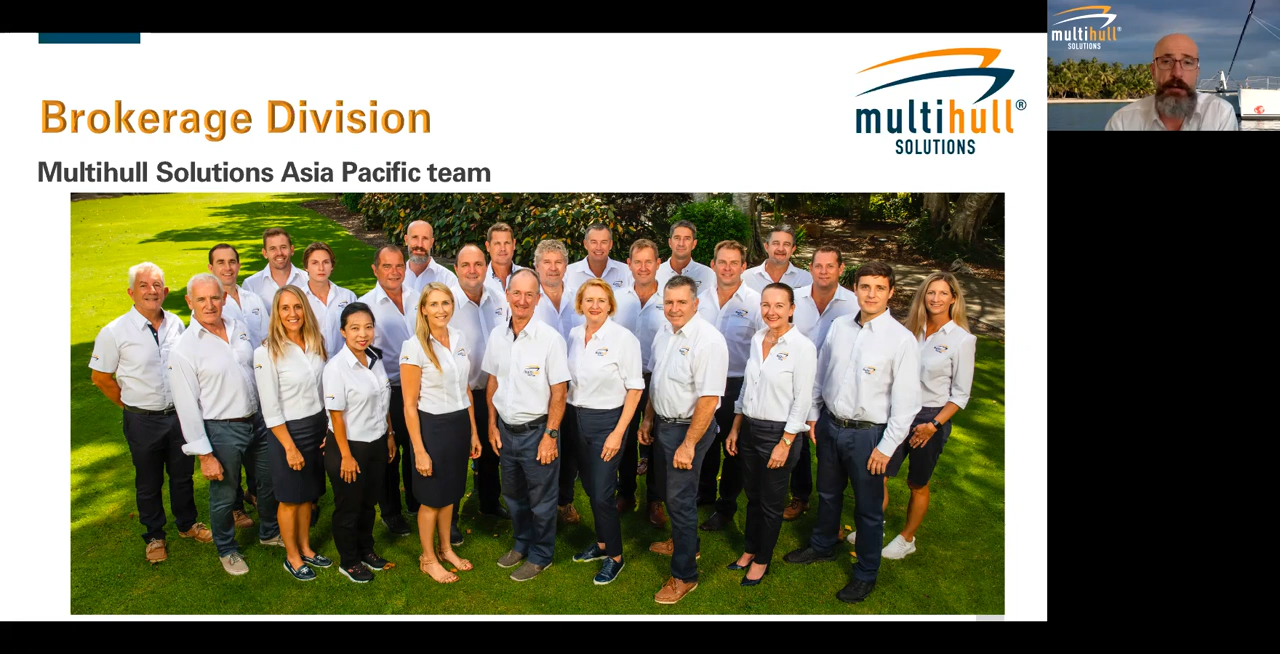 Brokerage Division
Multihull Solutions Asia Pacific team
multihull®
SOLUTIONS
multihull®
SOLUTIONS